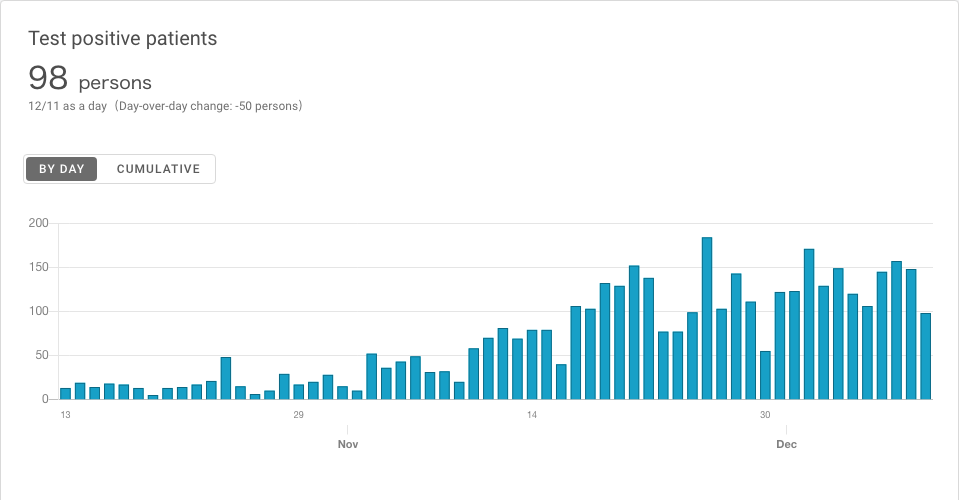 Test positive patients
98 persons
12/11 as a day（Day-over-day change: -50 persons）
BY DAY CUMULATIVE
200
150
100
50
0
13 29 14 30
Nov Dec